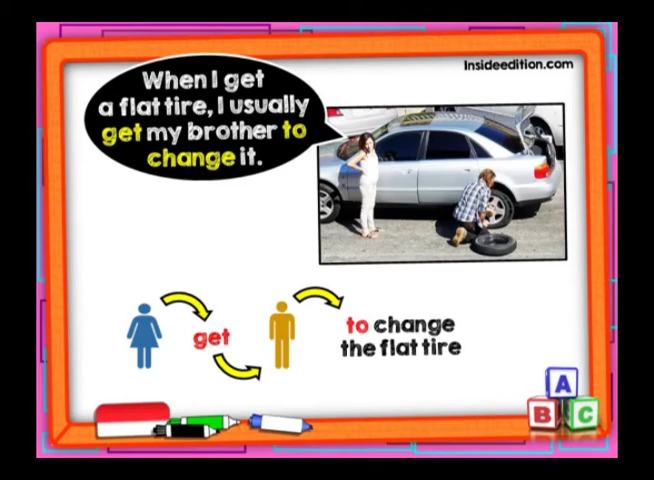 Insideedition.com
When I get
a flat tire, I usually
get my brother to
change it.
get
to change
the flat tire
A
B C